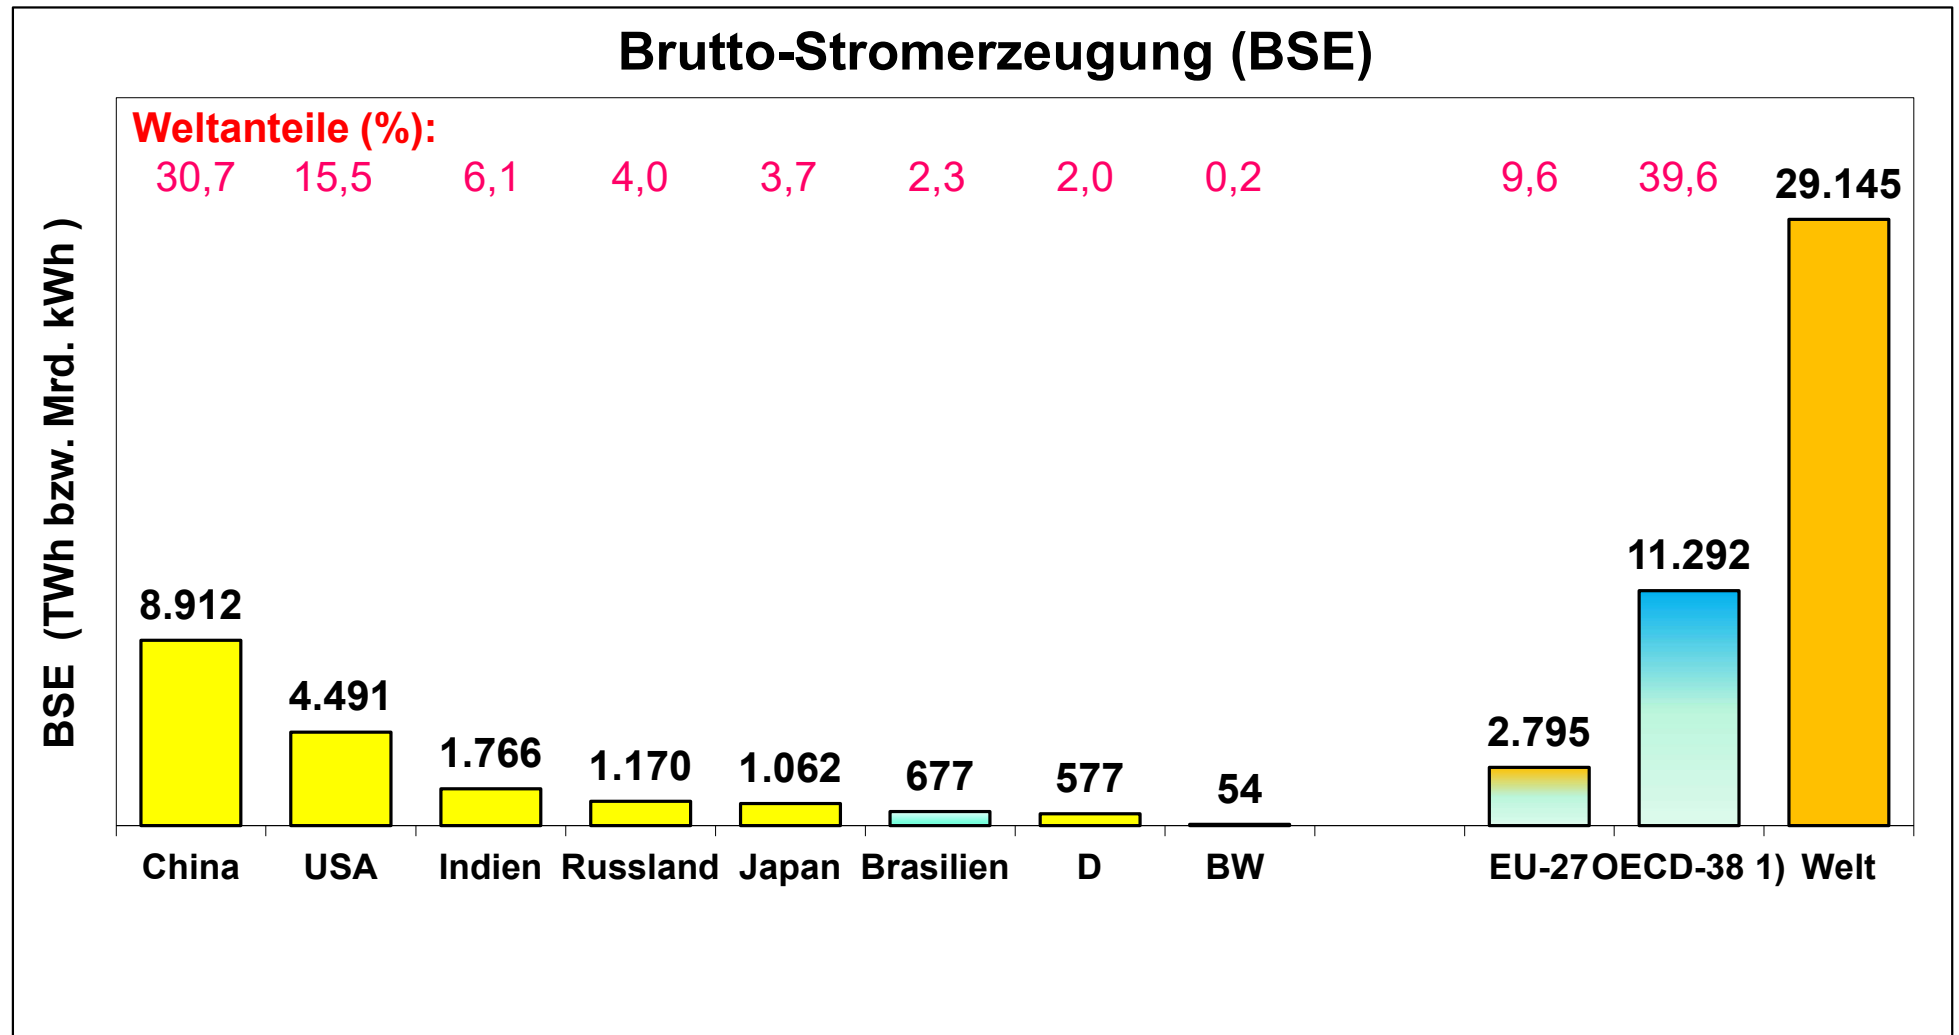 Brutto-Stromerzeugung (BSE)
Weltanteile (%):
30,7 15,5 6,1 4,0 3,7 2,3 2,0 0,2 9,6 39,6
29.145
11.292
8.912
4.491
2.795
1.766
1.170
1.062
677
577
54
BSE (TWh bzw. Mrd. kWh )
China USA Indien Russland Japan Brasilien D BW EU-27 OECD-38 1) Welt